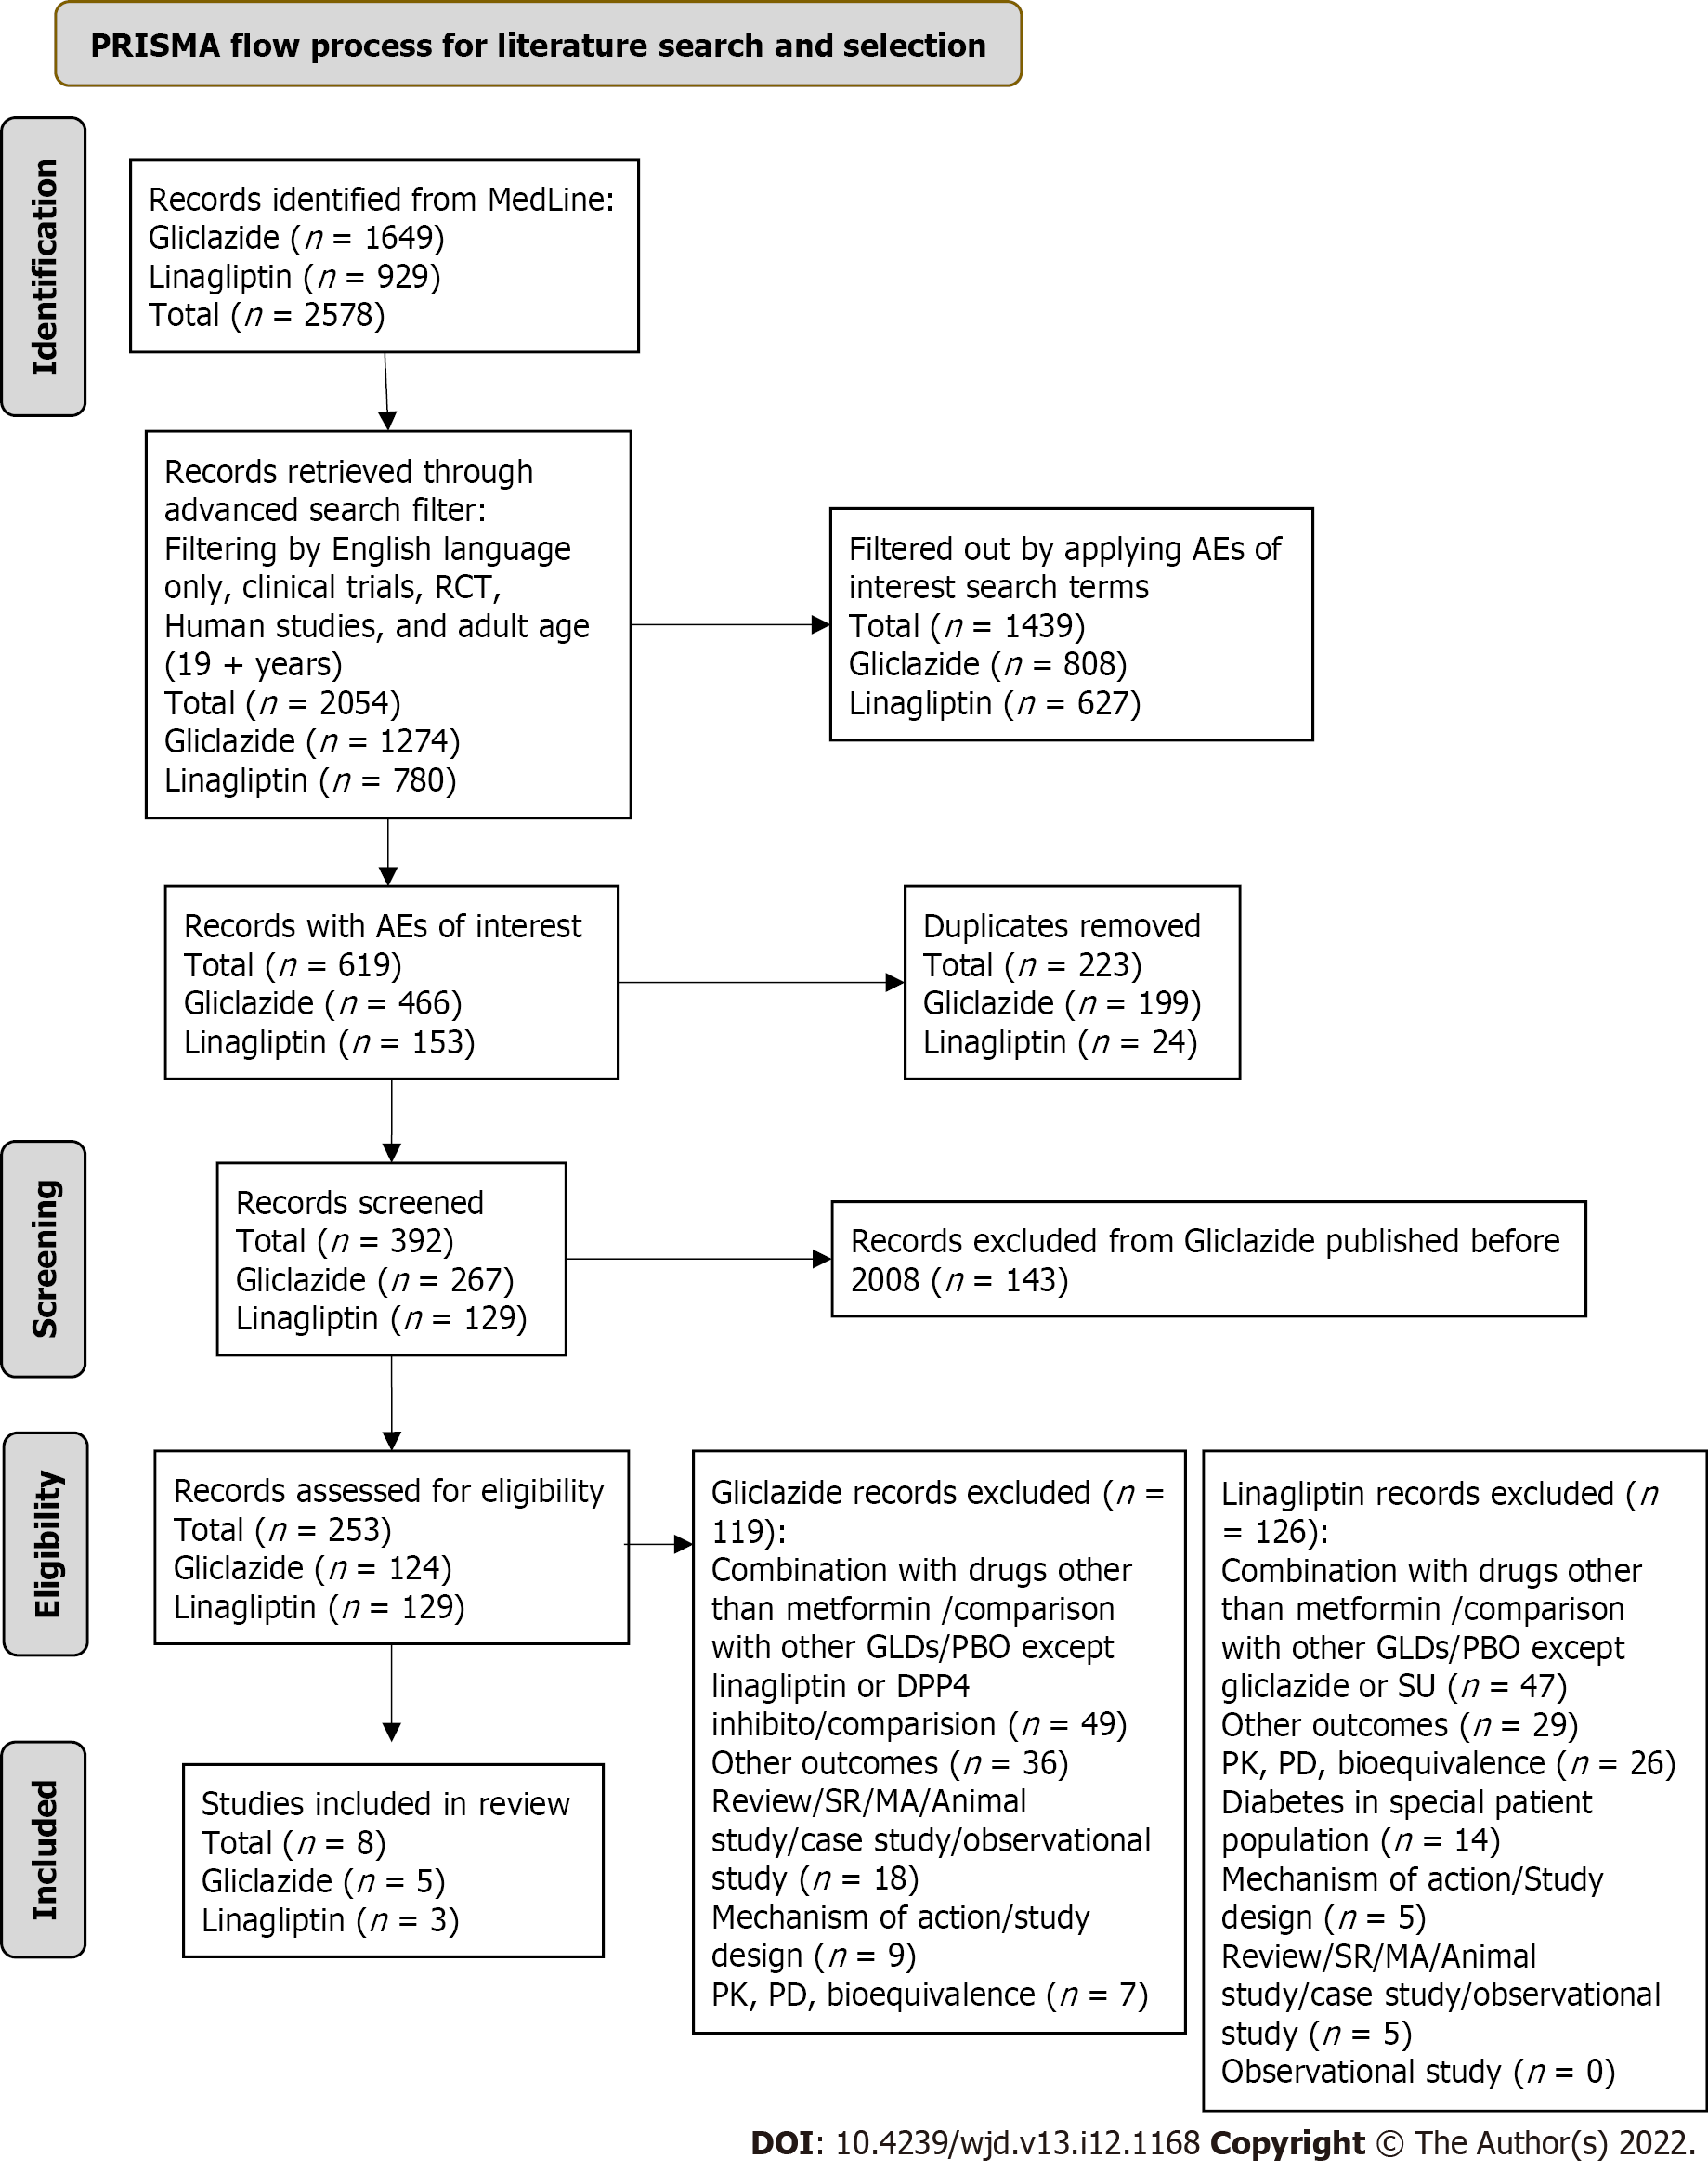 PRISMA flow process for literature search and selection
Identification
Records identified from MedLine:
Gliclazide (n = 1649)
Linagliptin (n = 929)
Total (n = 2578)
Records retrieved through
advanced search filter:
Filtering by English language
only, clinical trials, RCT,
Human studies, and adult age
(19 + years)
Total (n = 2054)
Gliclazide (n = 1274)
Linagliptin (n = 780)
Filtered out by applying AEs of
interest search terms
Total (n = 1439)
Gliclazide (n = 808)
Linagliptin (n = 627)
Records with AEs of interest
Total (n = 619)
Gliclazide (n = 466)
Linagliptin (n = 153)
Duplicates removed
Total (n = 223)
Gliclazide (n = 199)
Linagliptin (n = 24)
Screening
Records screened
Total (n = 392)
Gliclazide (n = 267)
Linagliptin (n = 129)
Records excluded from Gliclazide published before
2008 (n = 143)
Eligibility
Records assessed for eligibility
Total (n = 253)
Gliclazide (n = 124)
Linagliptin (n = 129)
Gliclazide records excluded (n =
119):
Combination with drugs other
than metformin /comparison
with other GLDs/PBO except
linagliptin or DPP4
inhibito/comparision (n = 49)
Other outcomes (n = 36)
Review/SR/MA/Animal
study/case study/observational
study (n = 18)
Mechanism of action/study
design (n = 9)
PK, PD, bioequivalence (n = 7)
Linagliptin records excluded (n
= 126):
Combination with drugs other
than metformin /comparison
with other GLDs/PBO except
gliclazide or SU (n = 47)
Other outcomes (n = 29)
PK, PD, bioequivalence (n = 26)
Diabetes in special patient
population (n = 14)
Mechanism of action/Study
design (n = 5)
Review/SR/MA/Animal
study/case study/observational
study (n = 5)
Observational study (n = 0)
Included
Studies included in review
Total (n = 8)
Gliclazide (n = 5)
Linagliptin (n = 3)
DOI: 10.4239/wjd.v13.i12.1168 Copyright © The Author(s) 2022.